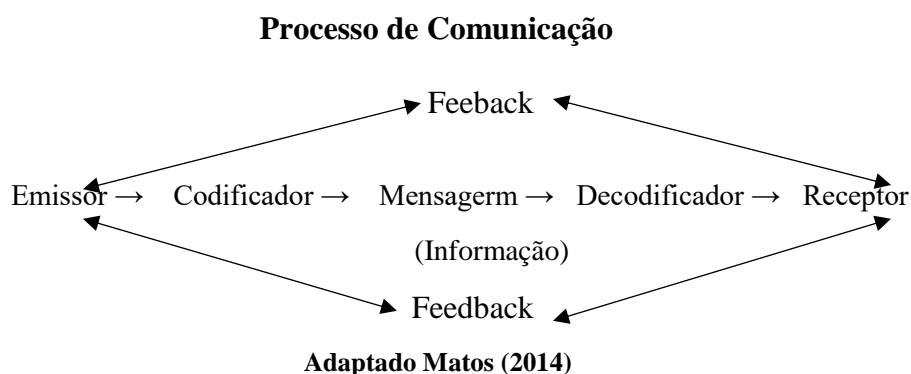 Processo de Comunicação
Feeback
Emissor → Codificador → Mensagerm → Decodificador → Receptor
(Informação)
Feedback
Adaptado Matos (2014)